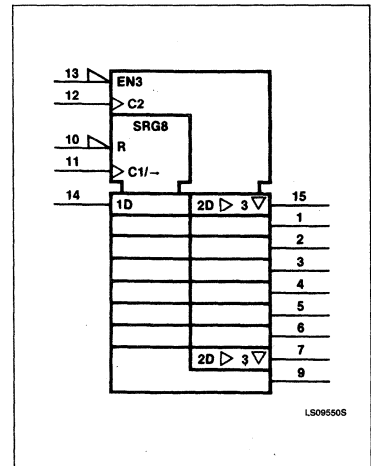 13 EN3
12 C2
SRG8
10 R
11 C1/→
14 1D 2D ▷ 3 ▽ 15
1
2
3
4
5
6
2D ▷ 3 ▽ 7
9
LS09550S